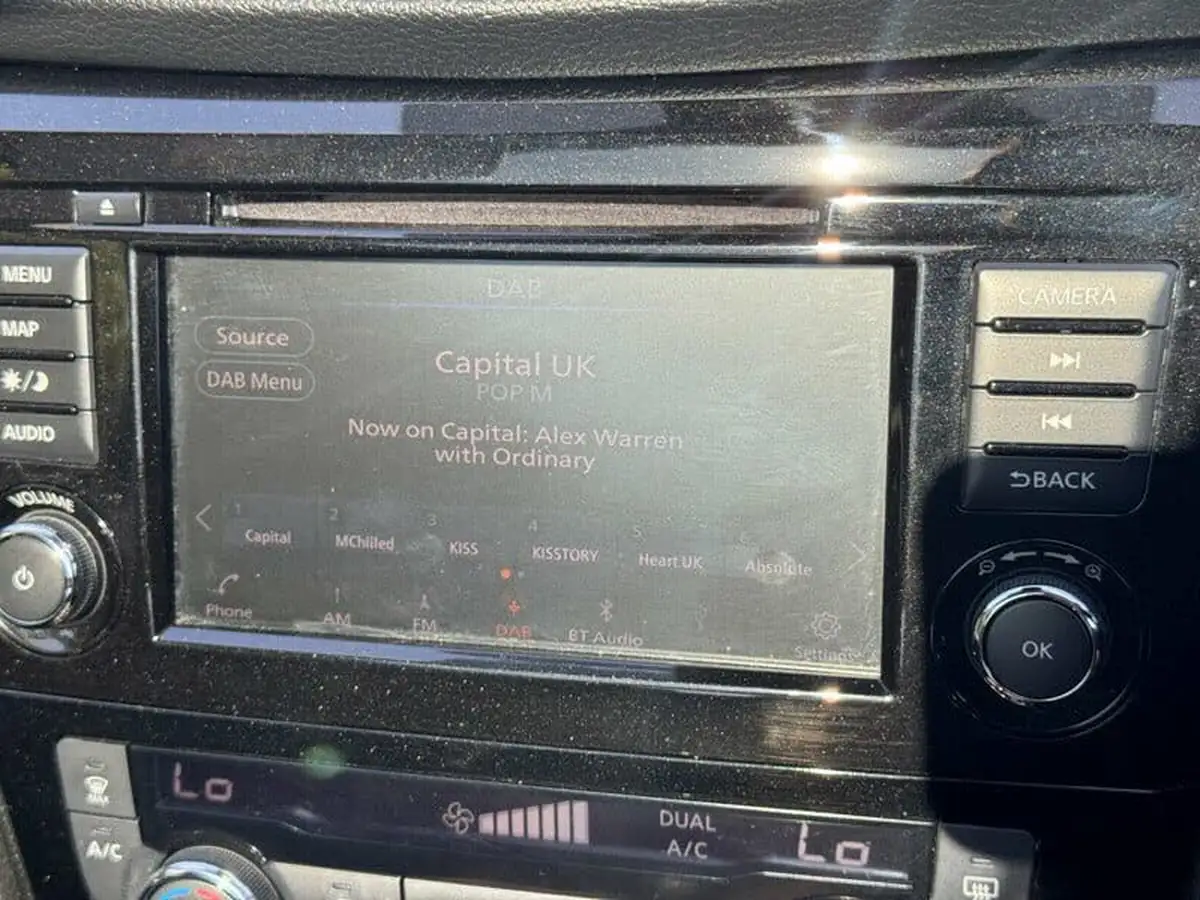 MENU
MAP
AUDIO
VOLUME
DAB
Source
DAB Menu
Capital UK
POP M
Now on Capital: Alex Warren
with Ordinary
1
2
3
4
5
Capital
MChilled
KISS
KISSTORY
Heart UK
Absolute
Phone
AM
FM
DAB
BT Audio
Settings
CAMERA
BACK
OK
Lo
DUAL
A/C
Lo
MAX
A/C